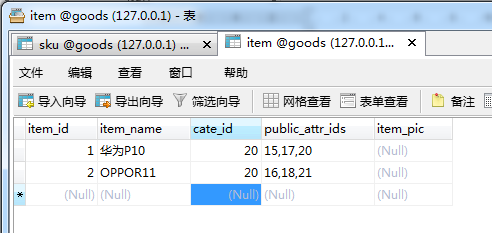 item @goods (127.0.0.1) - 表
sku @goods (127.0.0.1) - 表
item @goods (127.0.0.1...
文件 编辑 查看 窗口 帮助
导入向导 导出向导 筛选向导 网格查看 表单查看 备注
item_id item_name cate_id public_attr_ids item_pic
1 华为P10 20 15,17,20 (Null)
2 OPPOR11 20 16,18,21 (Null)
* (Null) (Null) (Null) (Null) (Null)